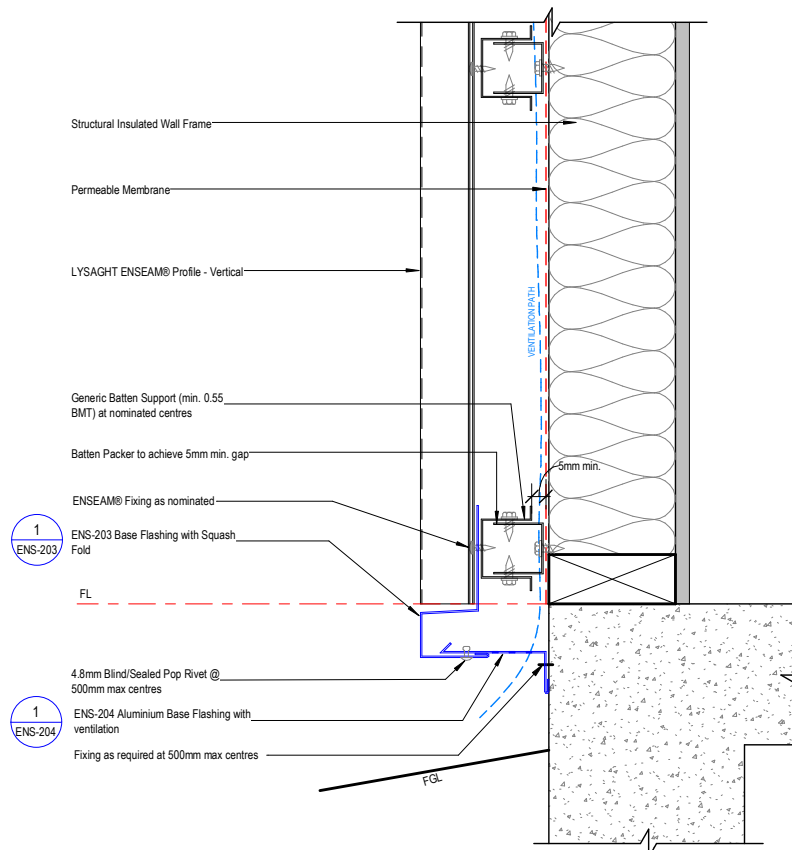 Structural Insulated Wall Frame
Permeable Membrane
LYSAGHT ENSEAM® Profile - Vertical
VENTILATION PATH
Generic Batten Support (min. 0.55
BMT) at nominated centres
Batten Packer to achieve 5mm min. gap
5mm min.
ENSEAM® Fixing as nominated
1
ENS-203
ENS-203 Base Flashing with Squash
Fold
FL
4.8mm Blind/Sealed Pop Rivet @
500mm max centres
1
ENS-204
ENS-204 Aluminium Base Flashing with
ventilation
Fixing as required at 500mm max centres
FGL